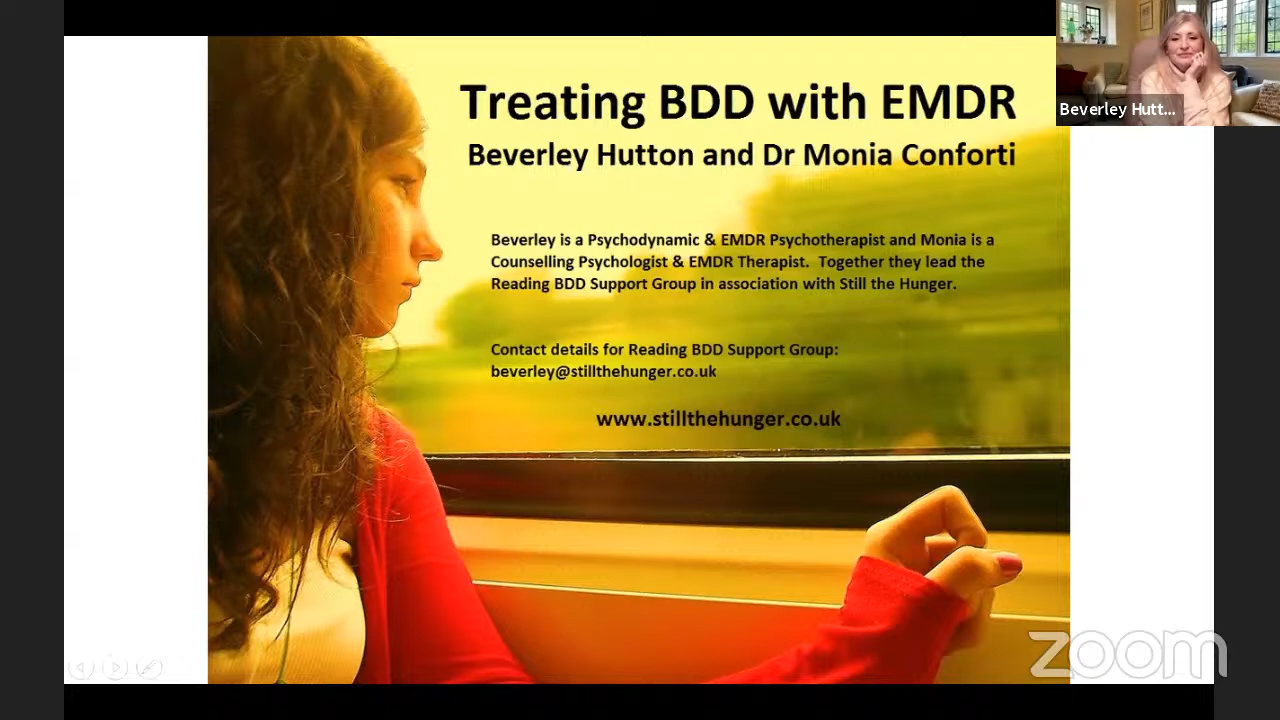 Treating BDD with EMDR
Beverley Hutton and Dr Monia Conforti
Beverley is a Psychodynamic & EMDR Psychotherapist and Monia is a
Counselling Psychologist & EMDR Therapist.  Together they lead the
Reading BDD Support Group in association with Still the Hunger.
Contact details for Reading BDD Support Group:
beverley@stillthehunger.co.uk
www.stillthehunger.co.uk
Beverley Hutt...
zoom